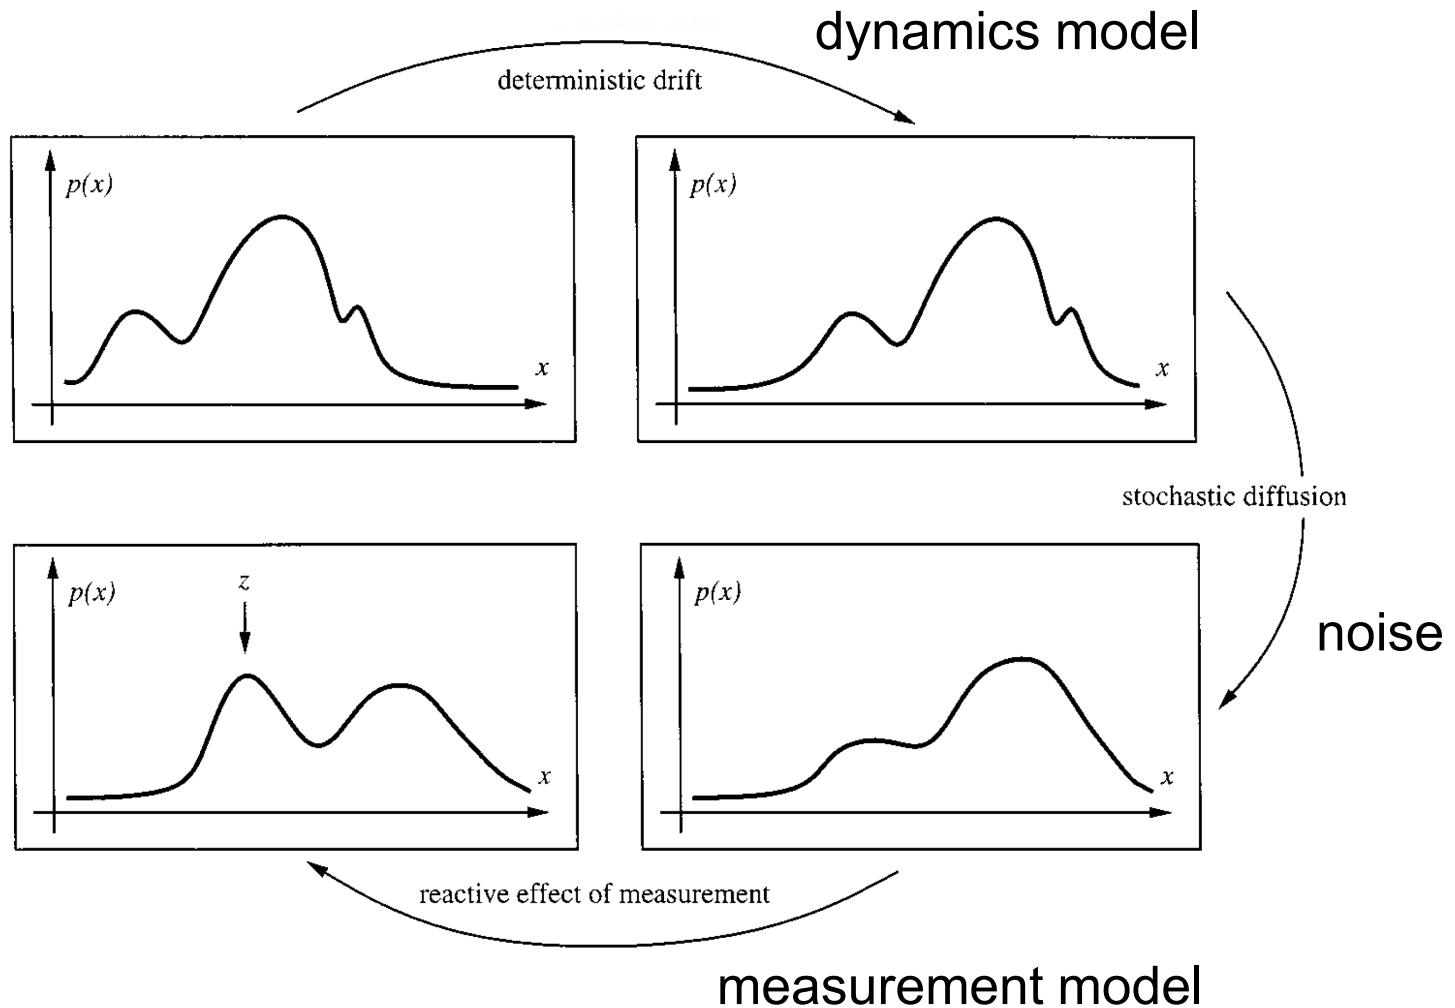 dynamics model
deterministic drift
p(x)
x
p(x)
x
stochastic diffusion
noise
p(x)
z
x
p(x)
x
reactive effect of measurement
measurement model